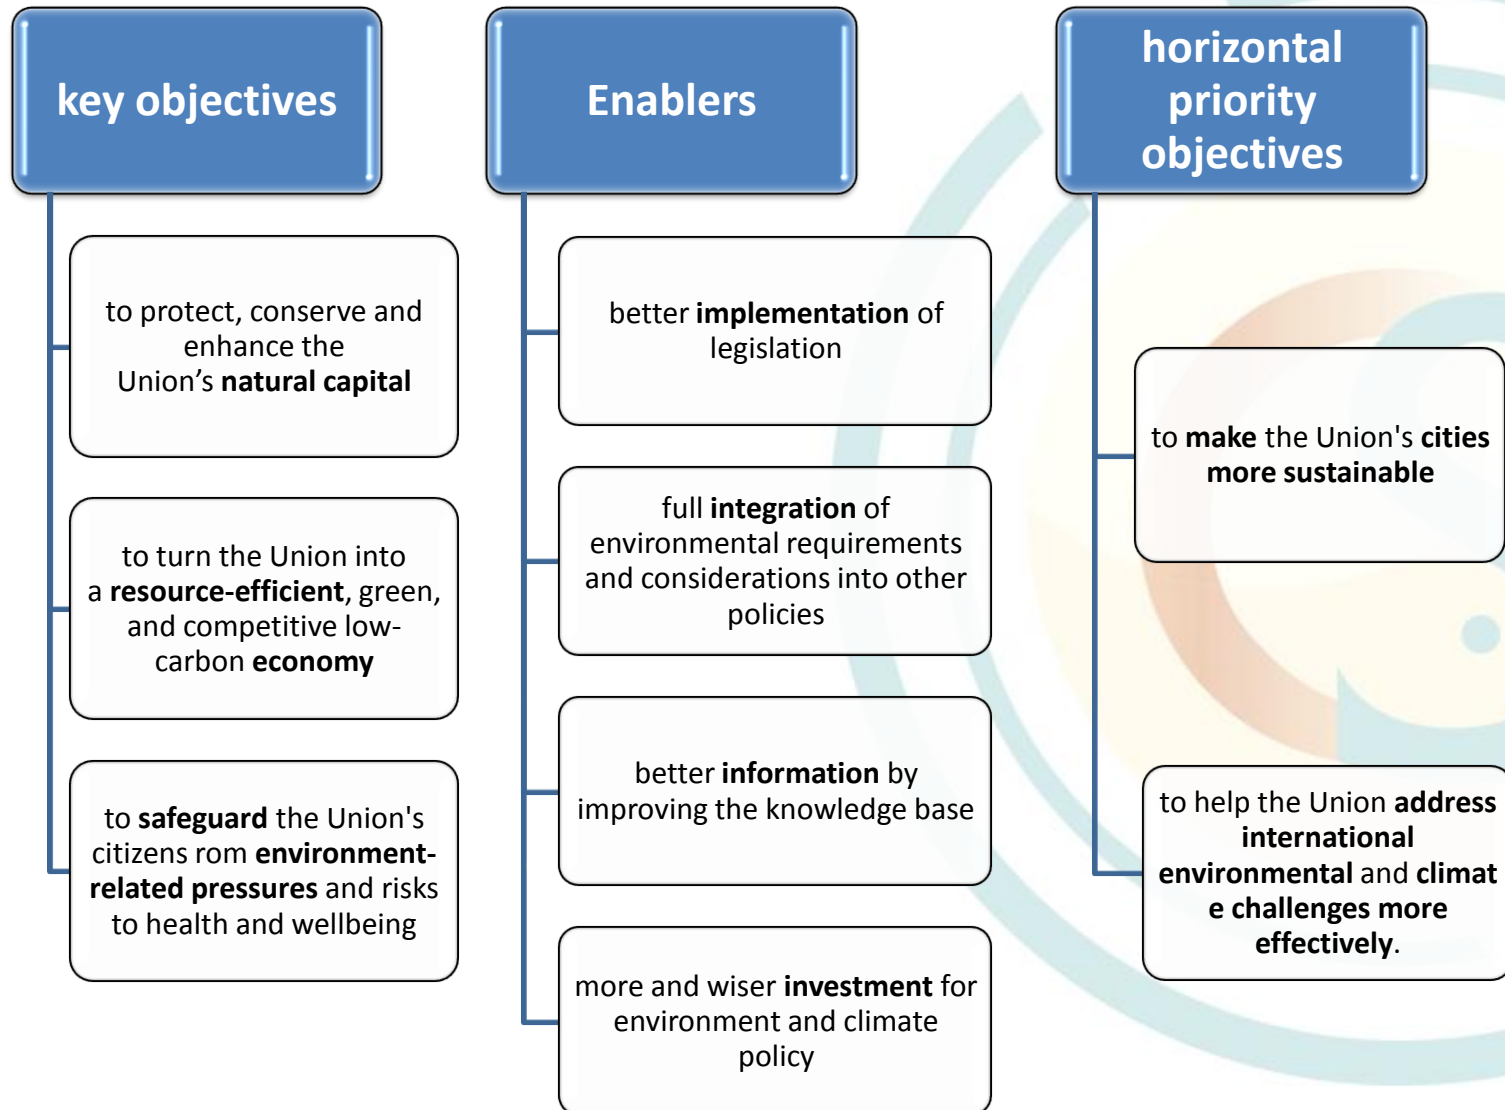 key objectives
to protect, conserve and
enhance the
Union’s natural capital
to turn the Union into
a resource-efficient, green,
and competitive low-
carbon economy
to safeguard the Union's
citizens rom environment-
related pressures and risks
to health and wellbeing
Enablers
better implementation of
legislation
full integration of
environmental requirements
and considerations into other
policies
better information by
improving the knowledge base
more and wiser investment for
environment and climate
policy
horizontal
priority
objectives
to make the Union's cities
more sustainable
to help the Union address
international
environmental and climat
e challenges more
effectively.